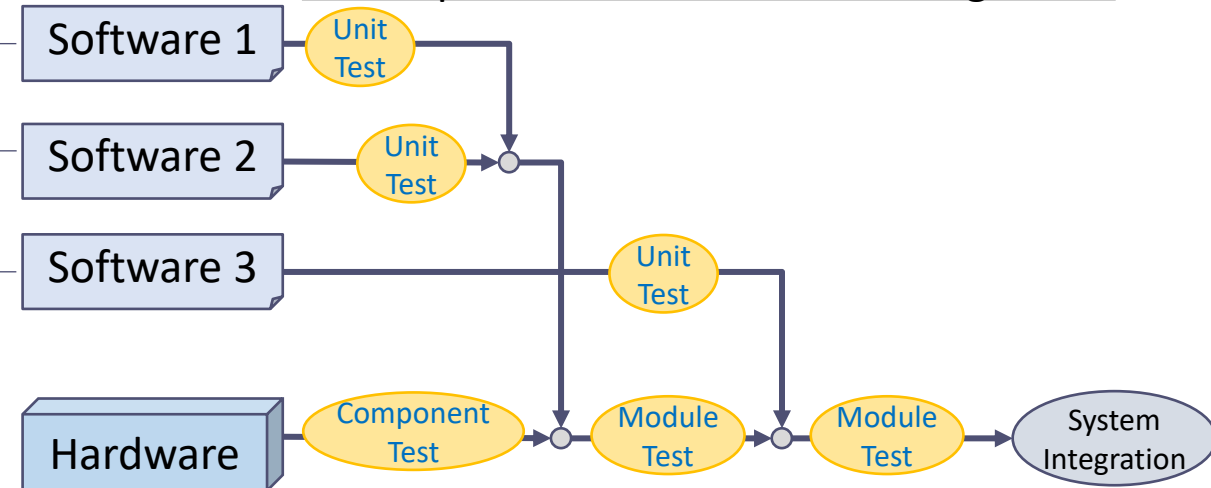 Software 1
Unit
Test
Software 2
Unit
Test
Software 3
Unit
Test
Hardware
Component
Test
Module
Test
Module
Test
System
Integration